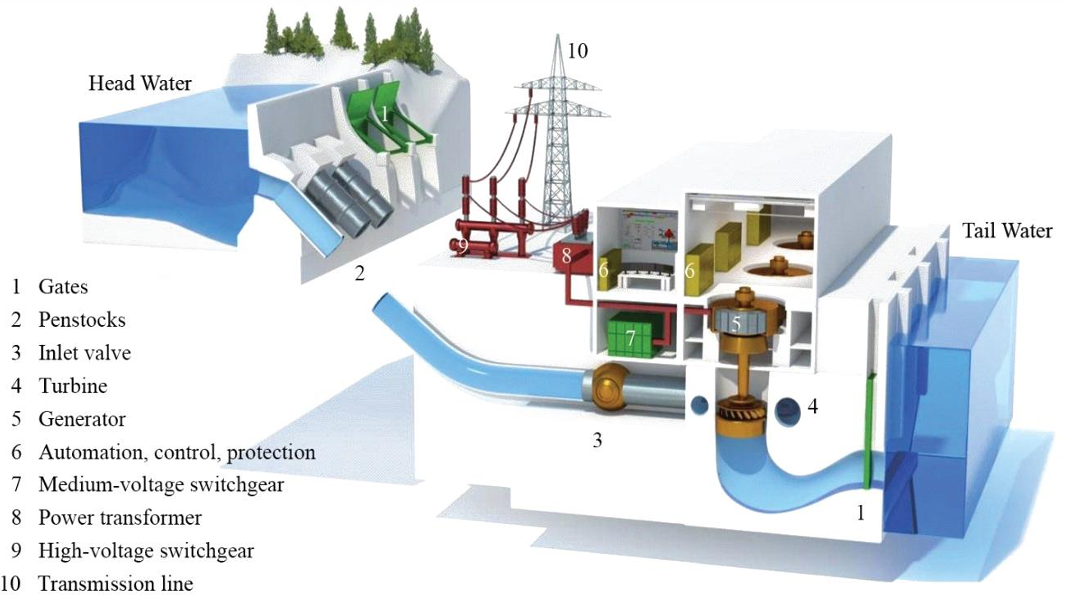 10
Head Water
1
Tail Water
9
8
6
6
2
1 Gates
5
2 Penstocks
7
3 Inlet valve
4 Turbine
4
5 Generator
3
6 Automation, control, protection
7 Medium-voltage switchgear
1
8 Power transformer
9 High-voltage switchgear
10 Transmission line